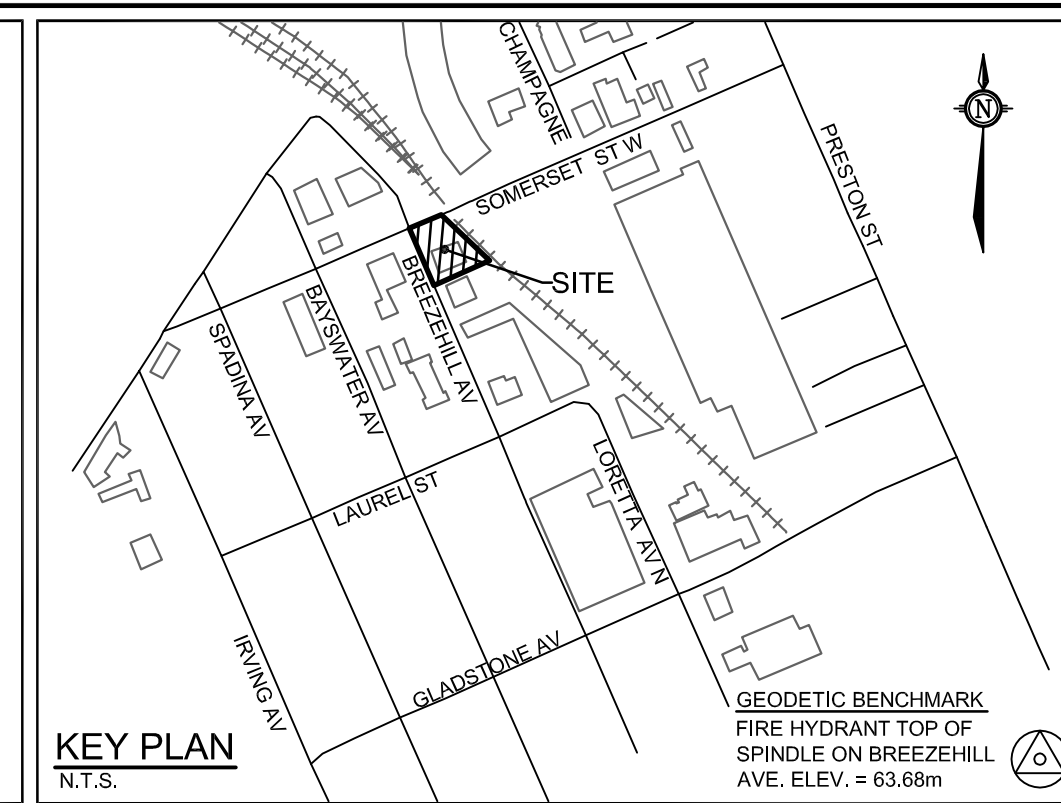 CHAMPAGNE
N
SOMERSET ST W
PRESTON ST
SITE
BREEZEHILL AV
BAYSWATER AV
SPADINA AV
LAUREL ST
LORETTA AV N
IRVING AV
GLADSTONE AV
GEODETIC BENCHMARK
FIRE HYDRANT TOP OF
SPINDLE ON BREEZEHILL
AVE. ELEV. = 63.68m
KEY PLAN
N.T.S.